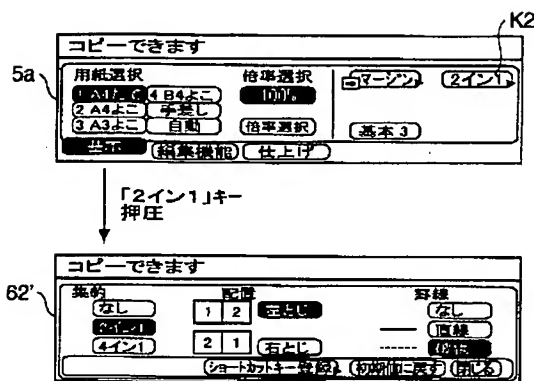 K2
コピーできます
5a
用紙選択 倍率選択 マージン 2イン1
1 A4たて 4 B4よこ 100%
2 A4よこ 手差し
3 A3よこ 自動 倍率選択 基本 3
基本 編集機能 仕上げ
「2イン1」キー
押圧
62'
コピーできます
集約 配置 罫線
なし 1 2 左とじ なし
2イン1 直線
4イン1 2 1 右とじ
ショートカットキー登録 初期値に戻す 閉じる